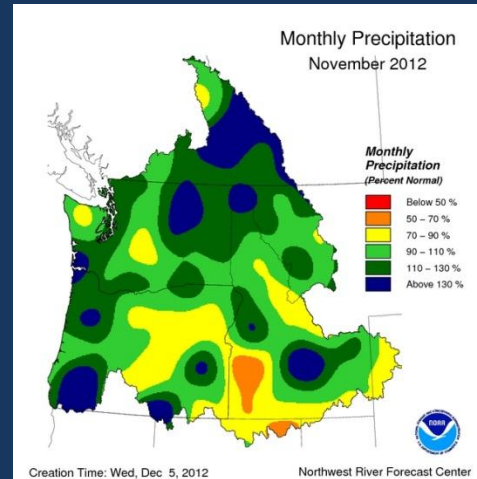 Monthly Precipitation
November 2012
Monthly
Precipitation
(Percent Normal)
Below 50 %
50 – 70 %
70 – 90 %
90 – 110 %
110 – 130 %
Above 130 %
NOAA
Creation Time: Wed, Dec 5, 2012
Northwest River Forecast Center